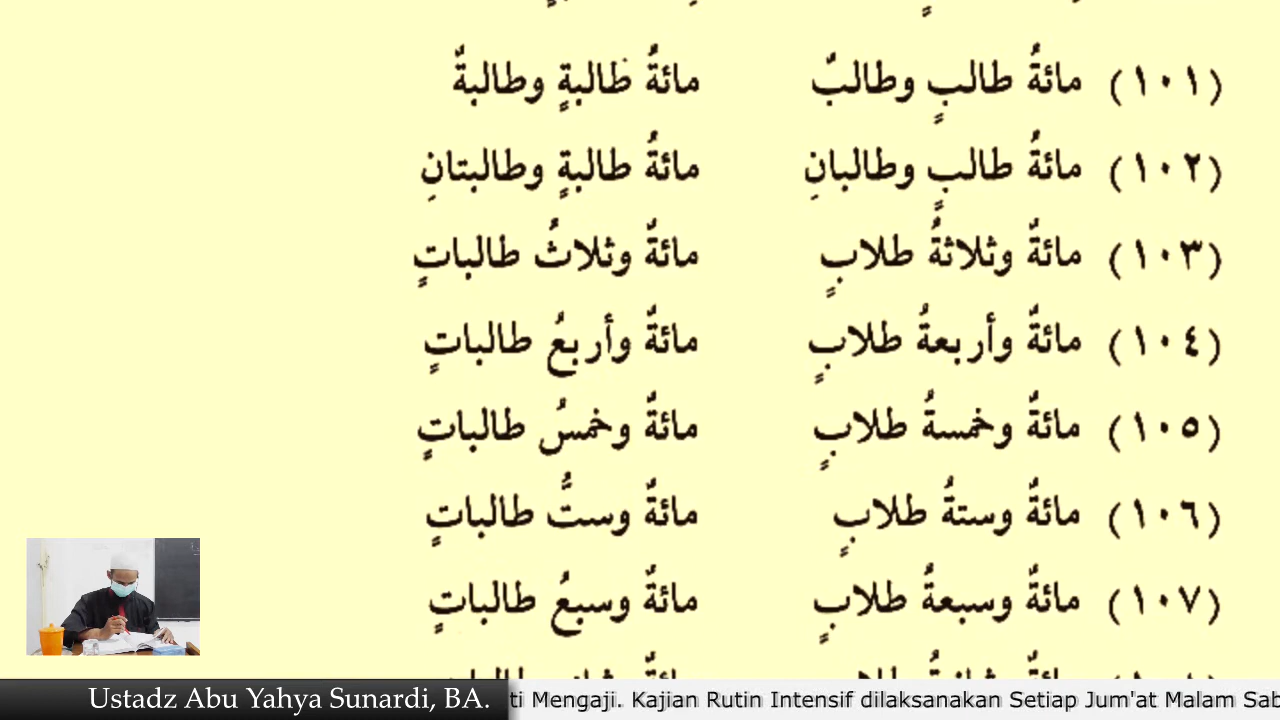 (١٠١) مائةُ طالبٍ وطالبٌ مائةُ طالبةٍ وطالبةٌ
(١٠٢) مائةُ طالبٍ وطالبانِ مائةُ طالبةٍ وطالبتانِ
(١٠٣) مائةٌ وثلاثةُ طلابٍ مائةٌ وثلاثُ طالباتٍ
(١٠٤) مائةٌ وأربعةُ طلابٍ مائةٌ وأربعُ طالباتٍ
(١٠٥) مائةٌ وخمسةُ طلابٍ مائةٌ وخمسُ طالباتٍ
(١٠٦) مائةٌ وستةُ طلابٍ مائةٌ وستُّ طالباتٍ
(١٠٧) مائةٌ وسبعةُ طلابٍ مائةٌ وسبعُ طالباتٍ
Ustadz Abu Yahya Sunardi, BA. ti Mengaji. Kajian Rutin Intensif dilaksanakan Setiap Jum'at Malam Sab